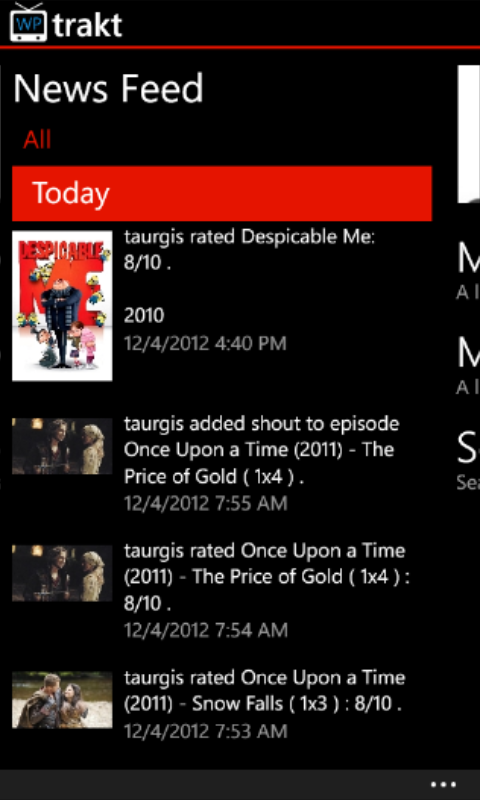 WP trakt
News Feed
All
Today
DESPICABLE
ME
taurgis rated Despicable Me:
8/10 .
2010
12/4/2012 4:40 PM
taurgis added shout to episode
Once Upon a Time (2011) - The
Price of Gold ( 1x4 ) .
12/4/2012 7:55 AM
taurgis rated Once Upon a Time
(2011) - The Price of Gold ( 1x4 ) :
8/10 .
12/4/2012 7:54 AM
taurgis rated Once Upon a Time
(2011) - Snow Falls ( 1x3 ) : 8/10 .
12/4/2012 7:53 AM
M
A l
M
A l
S
Sea